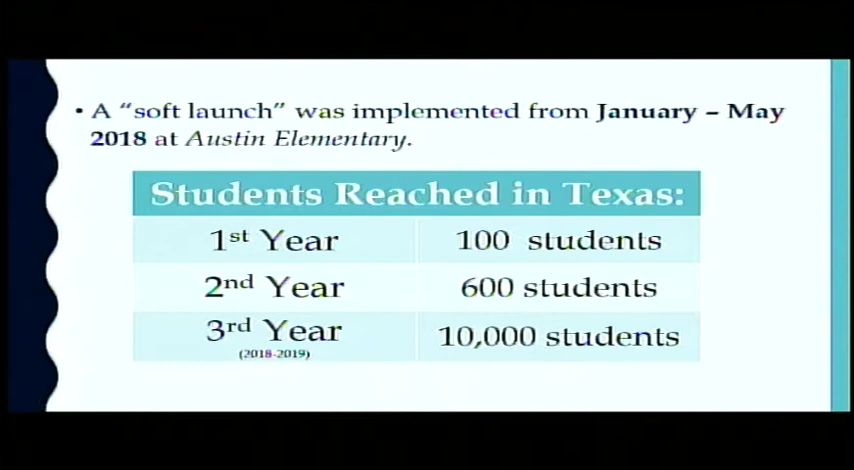 • A “soft launch” was implemented from January – May
2018 at Austin Elementary.
Students Reached in Texas:
1st Year 100 students
2nd Year 600 students
3rd Year 10,000 students
(2018-2019)